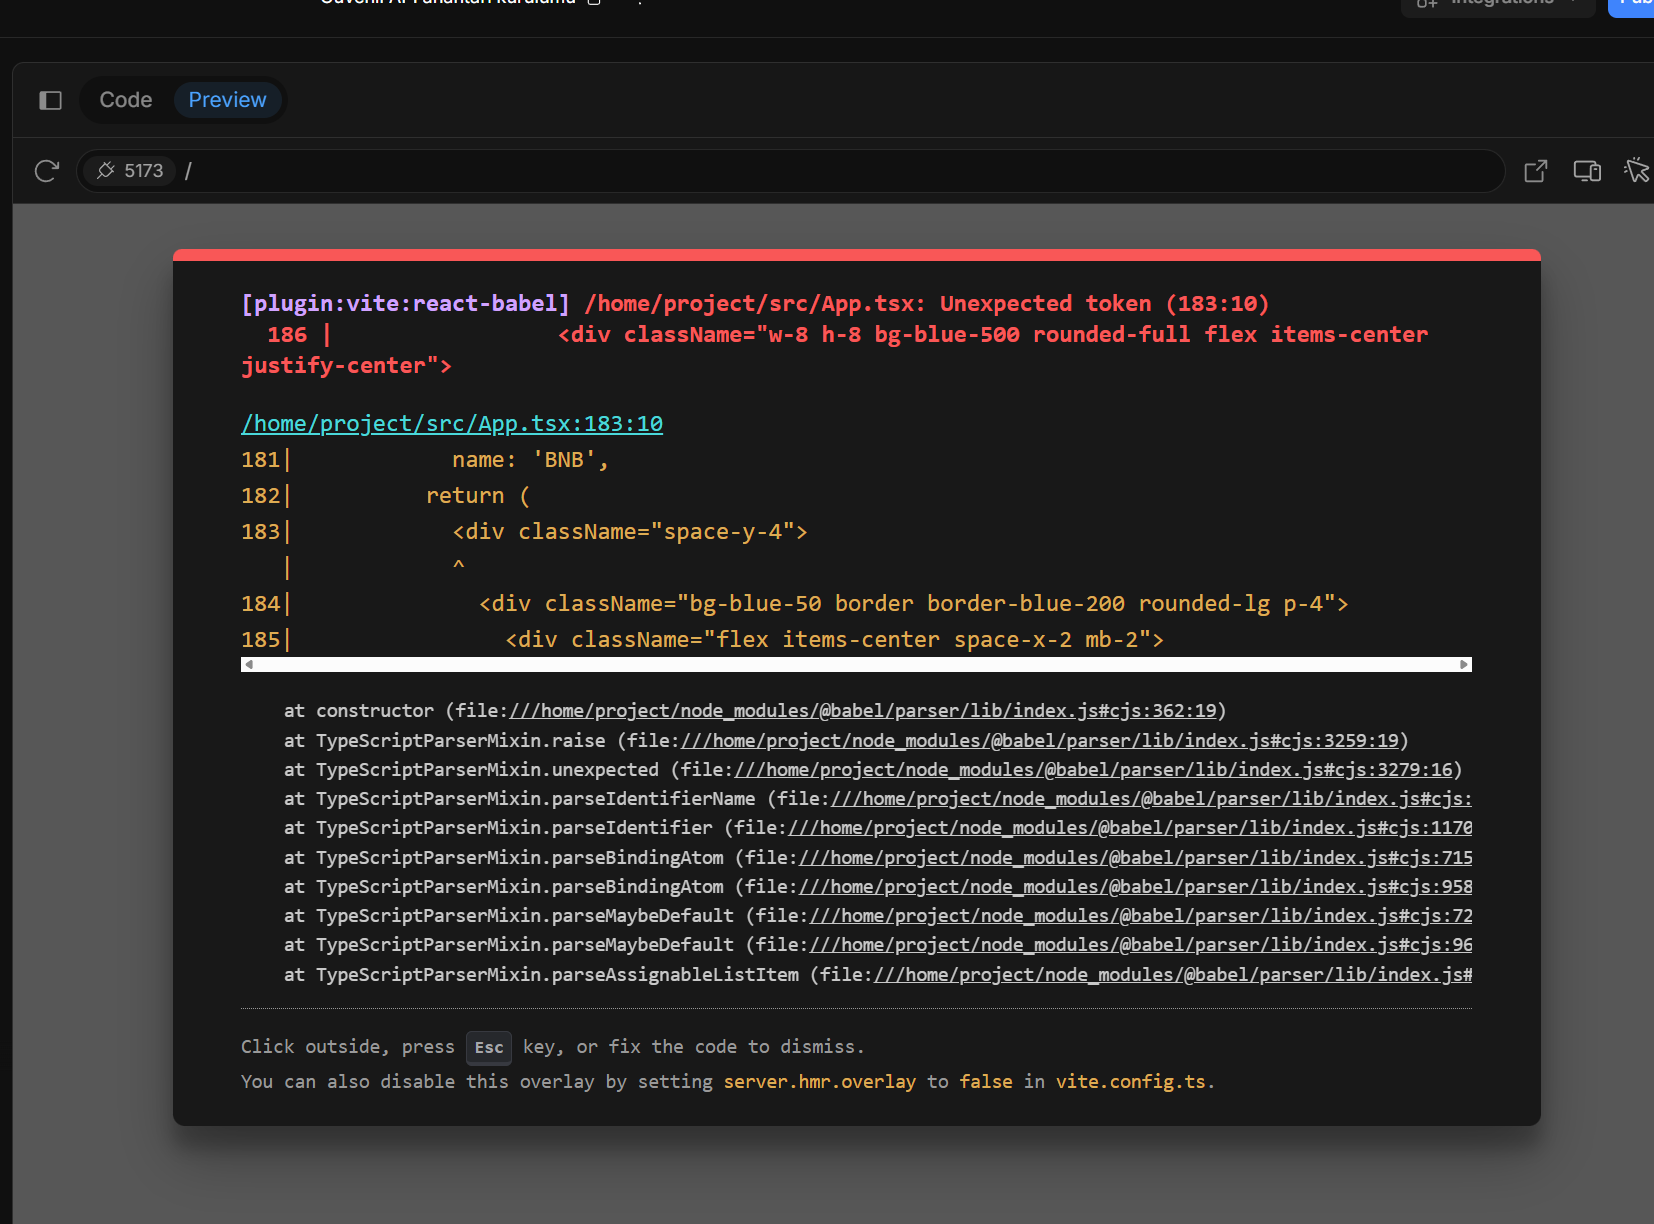 Code Preview
5173 /
[plugin:vite:react-babel] /home/project/src/App.tsx: Unexpected token (183:10)
  186 |                 <div className="w-8 h-8 bg-blue-500 rounded-full flex items-center
justify-center">
/home/project/src/App.tsx:183:10
181|            name: 'BNB',
182|          return (
183|            <div className="space-y-4">
   |            ^
184|              <div className="bg-blue-50 border border-blue-200 rounded-lg p-4">
185|                <div className="flex items-center space-x-2 mb-2">
    at constructor (file:///home/project/node_modules/@babel/parser/lib/index.js#cjs:362:19)
    at TypeScriptParserMixin.raise (file:///home/project/node_modules/@babel/parser/lib/index.js#cjs:3259:19)
    at TypeScriptParserMixin.unexpected (file:///home/project/node_modules/@babel/parser/lib/index.js#cjs:3279:16)
    at TypeScriptParserMixin.parseIdentifierName (file:///home/project/node_modules/@babel/parser/lib/index.js#cjs:
    at TypeScriptParserMixin.parseIdentifier (file:///home/project/node_modules/@babel/parser/lib/index.js#cjs:1170
    at TypeScriptParserMixin.parseBindingAtom (file:///home/project/node_modules/@babel/parser/lib/index.js#cjs:715
    at TypeScriptParserMixin.parseBindingAtom (file:///home/project/node_modules/@babel/parser/lib/index.js#cjs:958
    at TypeScriptParserMixin.parseMaybeDefault (file:///home/project/node_modules/@babel/parser/lib/index.js#cjs:72
    at TypeScriptParserMixin.parseMaybeDefault (file:///home/project/node_modules/@babel/parser/lib/index.js#cjs:96
    at TypeScriptParserMixin.parseAssignableListItem (file:///home/project/node_modules/@babel/parser/lib/index.js#
Click outside, press Esc key, or fix the code to dismiss.
You can also disable this overlay by setting server.hmr.overlay to false in vite.config.ts.